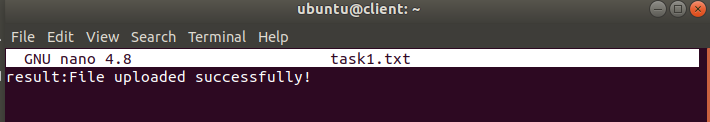 ubuntu@client: ~
File Edit View Search Terminal Help
GNU nano 4.8 task1.txt
result:File uploaded successfully!